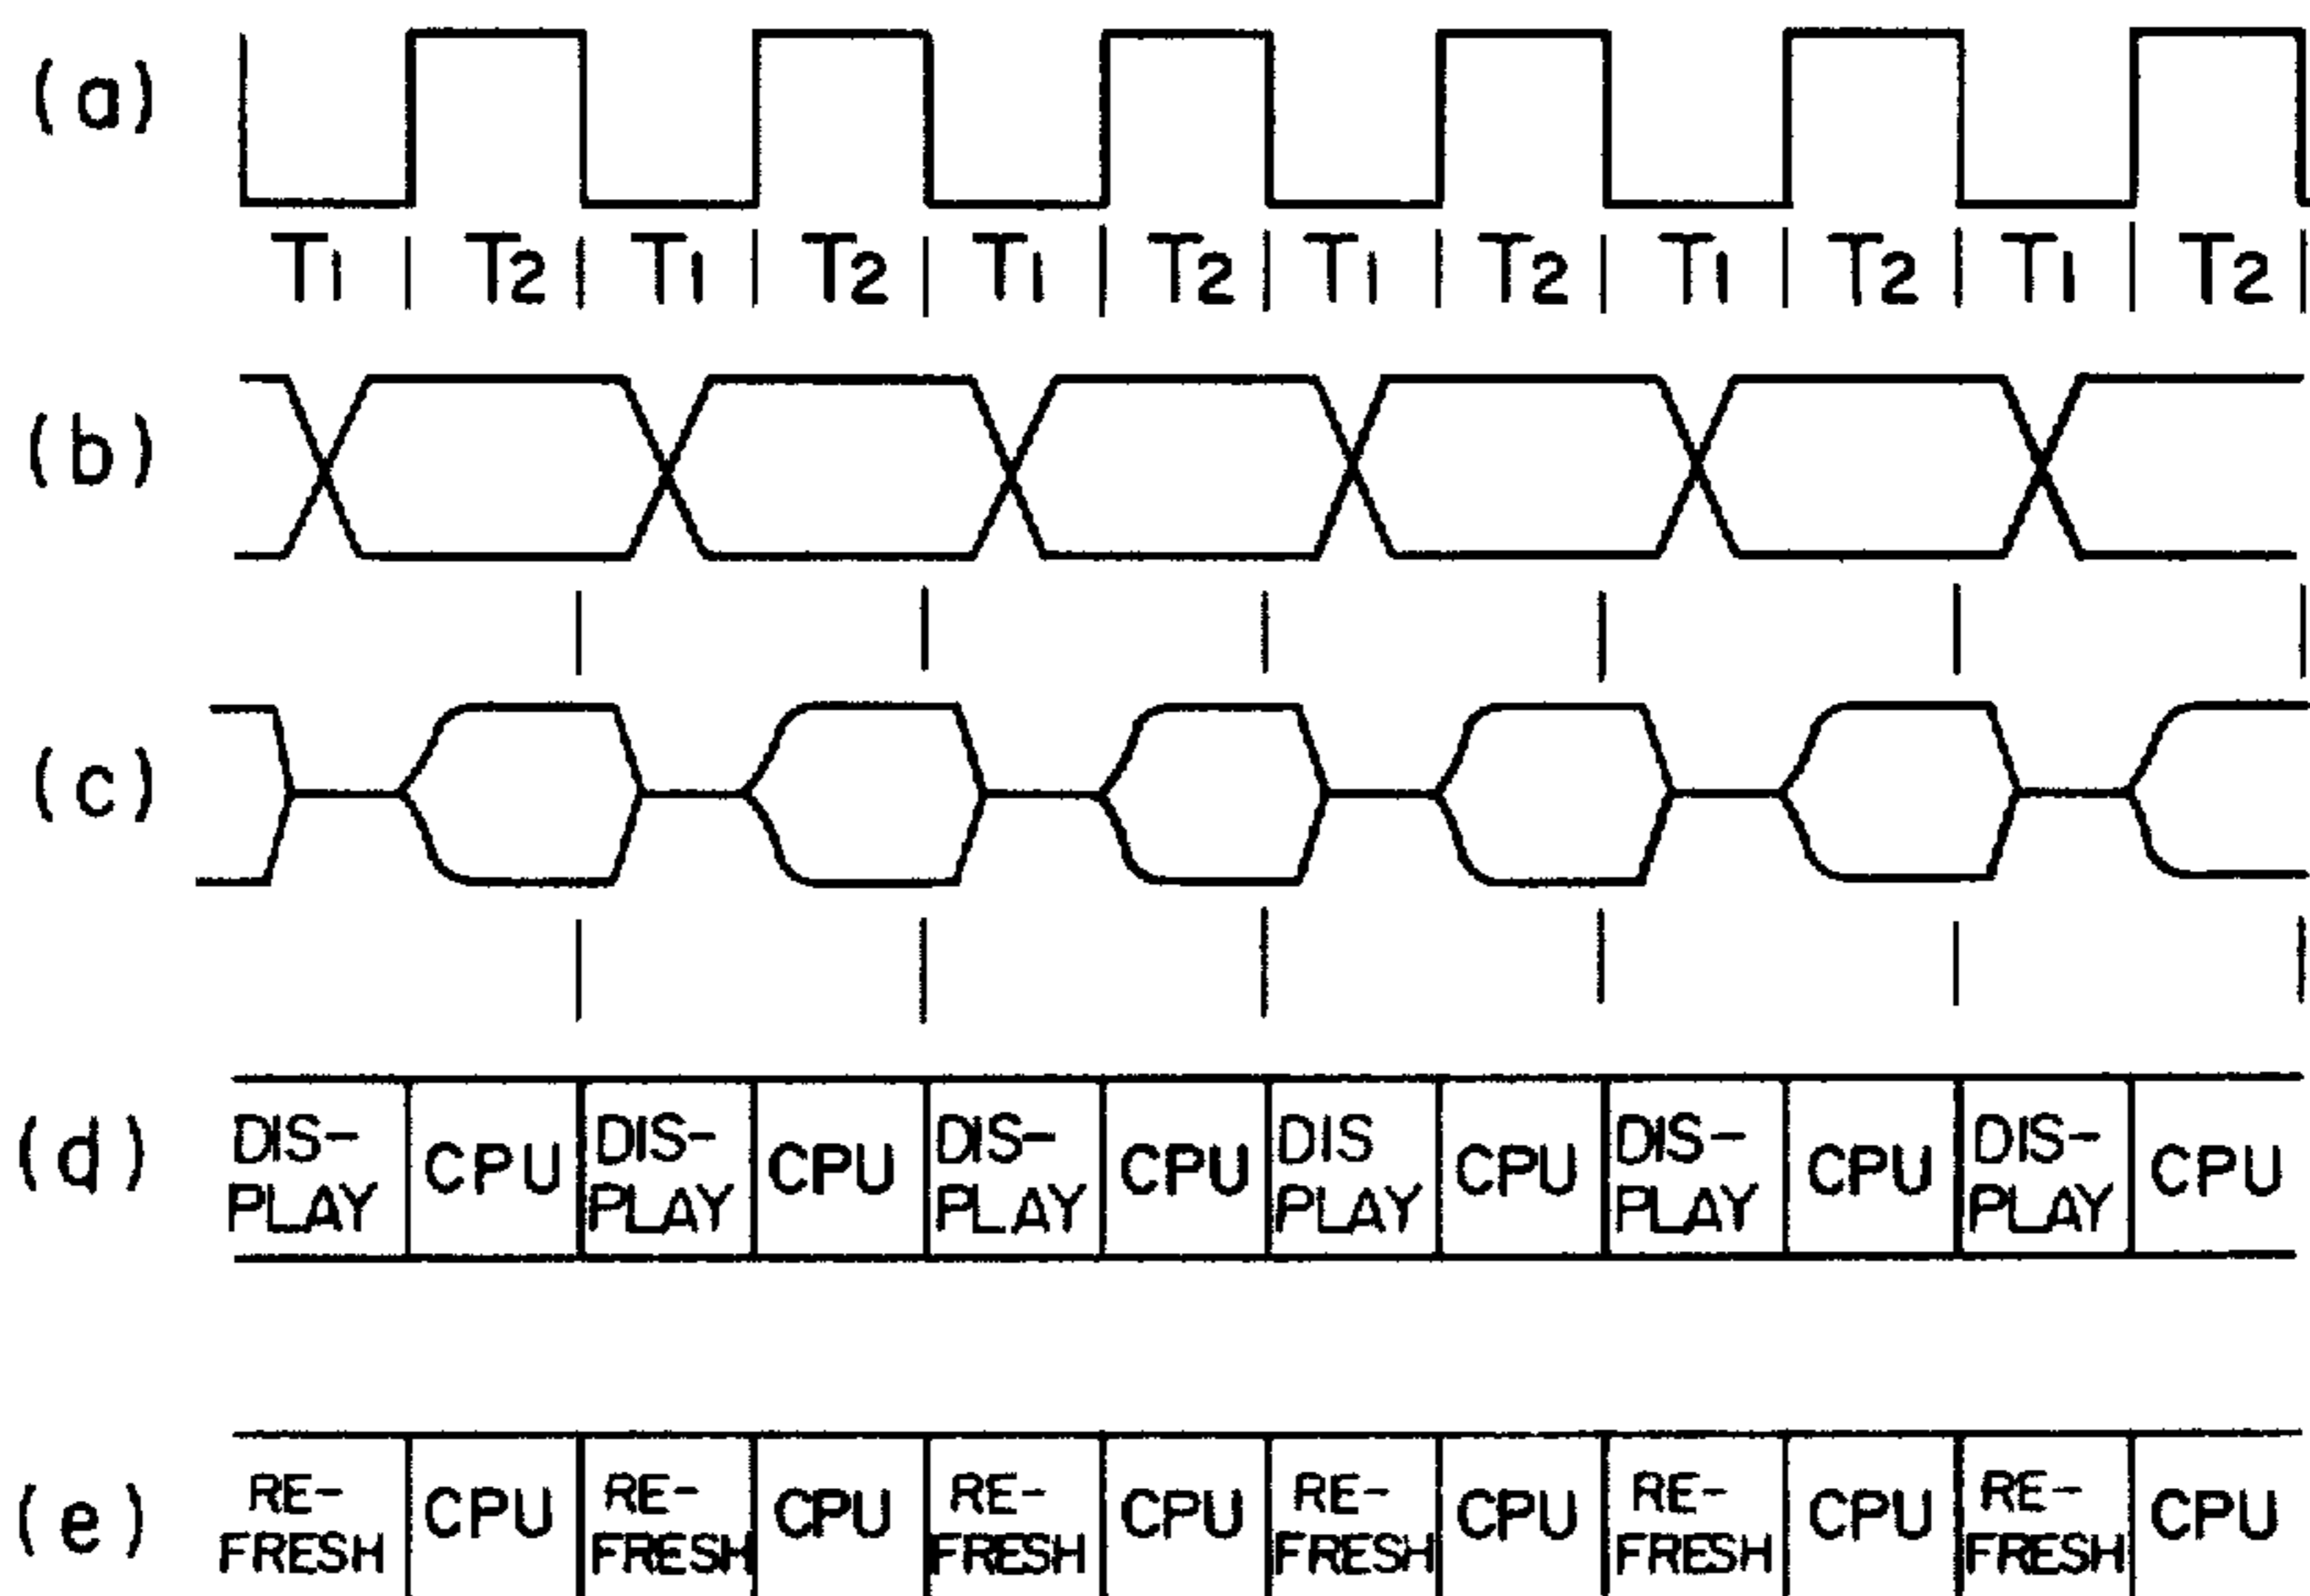 (a)
T1 T2 T1 T2 T1 T2 T1 T2 T1 T2 T1 T2
(b)
(c)
(d)
DIS- DIS- DIS- DIS DIS- DIS-
CPU CPU CPU CPU CPU CPU
PLAY PLAY PLAY PLAY PLAY PLAY
(e)
RE- RE- RE- RE- RE- RE-
CPU CPU CPU CPU CPU CPU
FRESH FRESH FRESH FRESH FRESH FRESH